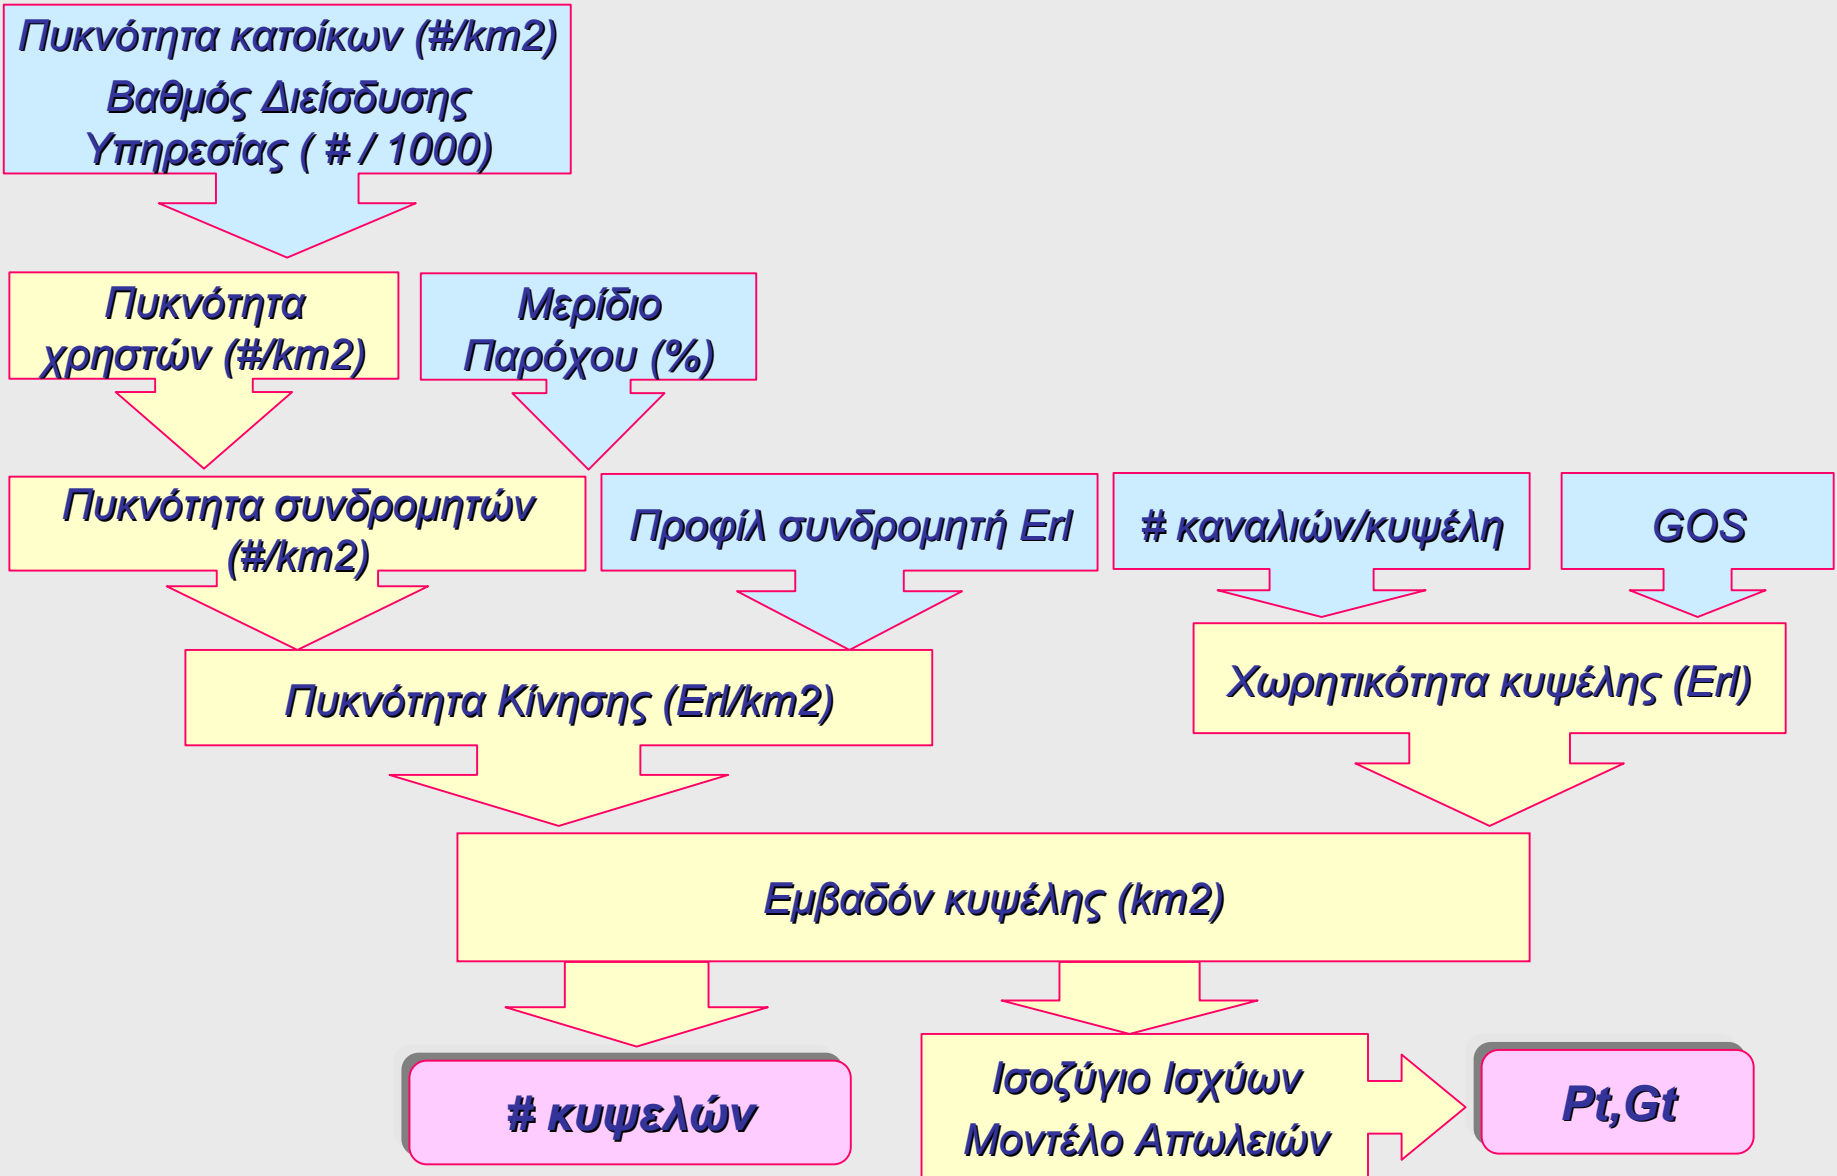 Πυκνότητα κατοίκων (#/km2)
Βαθμός Διείσδυσης
Υπηρεσίας ( # / 1000)
Πυκνότητα
χρηστών (#/km2)
Μερίδιο
Παρόχου (%)
Πυκνότητα συνδρομητών
(#/km2)
Προφίλ συνδρομητή Erl
# καναλιών/κυψέλη
GOS
Πυκνότητα Κίνησης (Erl/km2)
Χωρητικότητα κυψέλης (Erl)
Εμβαδόν κυψέλης (km2)
# κυψελών
Ισοζύγιο Ισχύων
Μοντέλο Απωλειών
Pt,Gt